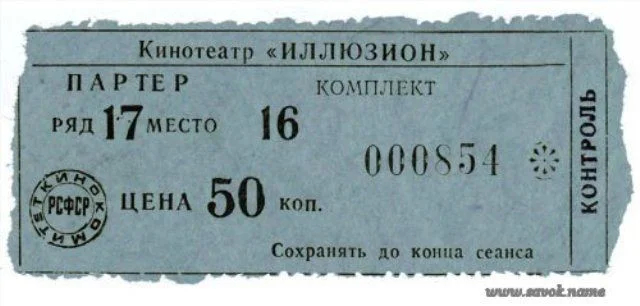 Кинотеатр «ИЛЛЮЗИОН»
ПАРТЕР КОМПЛЕКТ
РЯД 17 МЕСТО 16
000854
КИНОКОМИТЕТ
РСФСР
ЦЕНА 50 КОП.
Сохранять до конца сеанса
КОНТРОЛЬ
www.savok.name